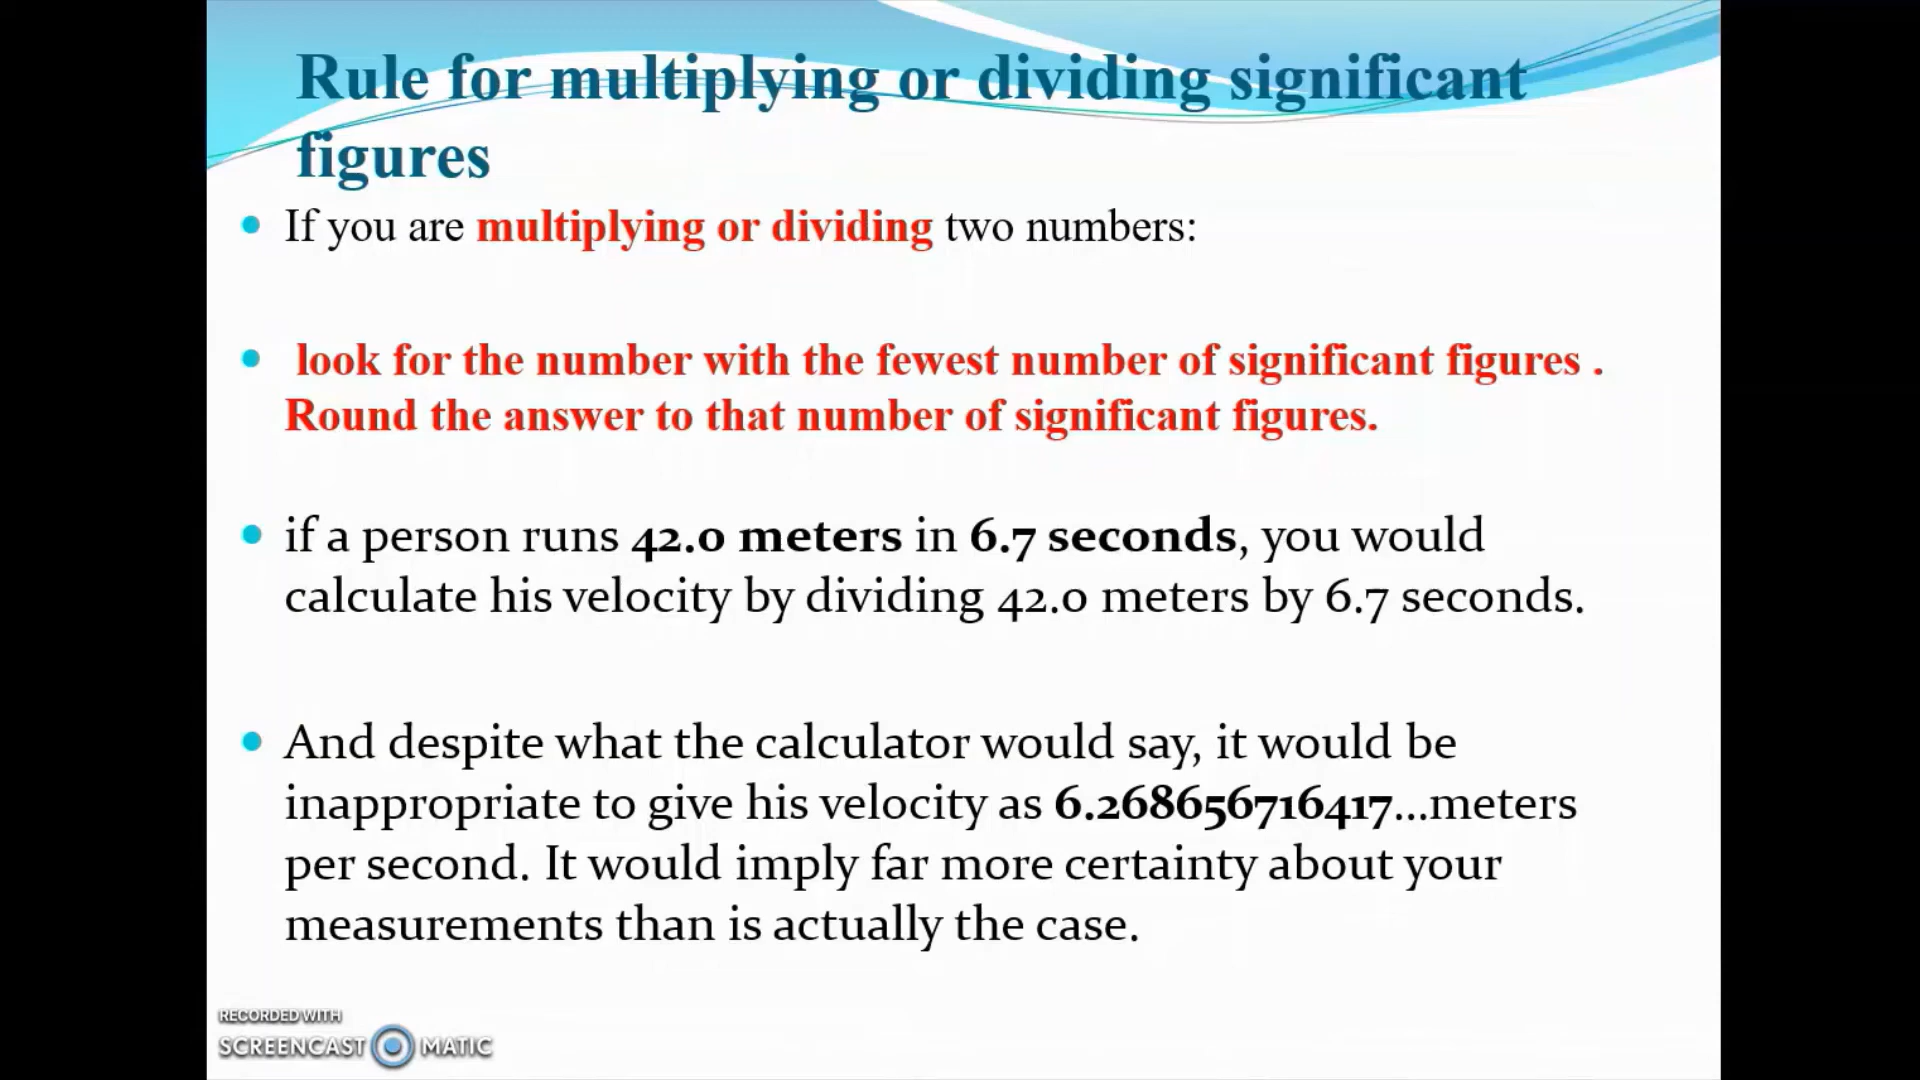 Rule for multiplying or dividing significant
figures
If you are multiplying or dividing two numbers:
look for the number with the fewest number of significant figures .
Round the answer to that number of significant figures.
if a person runs 42.0 meters in 6.7 seconds, you would
calculate his velocity by dividing 42.0 meters by 6.7 seconds.
And despite what the calculator would say, it would be
inappropriate to give his velocity as 6.268656716417...meters
per second. It would imply far more certainty about your
measurements than is actually the case.
RECORDED WITH
SCREENCAST MATIC